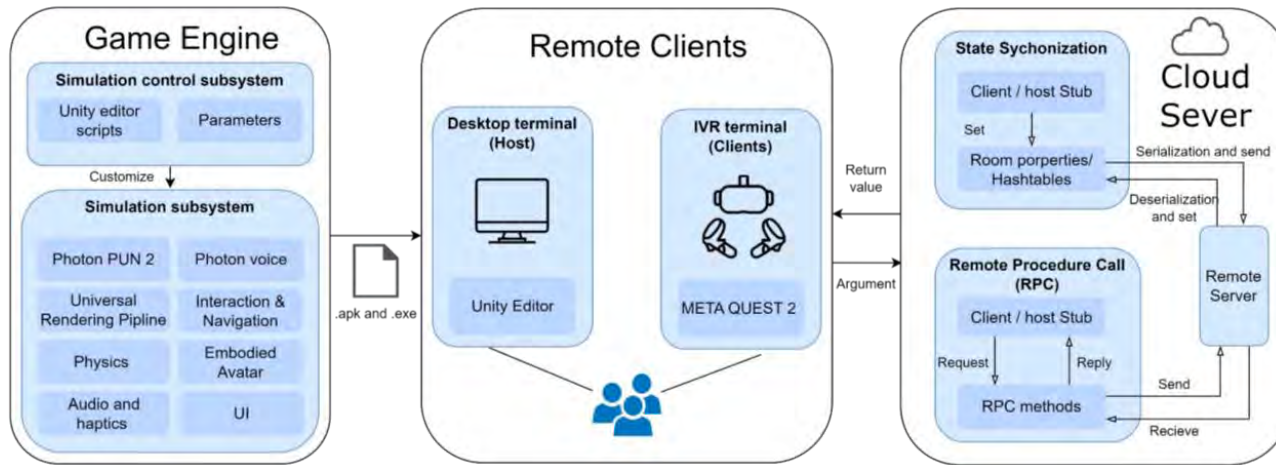 Game Engine
Simulation control subsystem
Unity editor
scripts
Parameters
Customize
Simulation subsystem
Photon PUN 2
Photon voice
Universal
Rendering Pipline
Interaction &
Navigation
Physics
Embodied
Avatar
Audio and
haptics
UI
.apk and .exe
Remote Clients
Desktop terminal
(Host)
Unity Editor
IVR terminal
(Clients)
META QUEST 2
Return
value
Argument
Cloud
Sever
State Sychonization
Client / host Stub
Set
Room porperties/
Hashtables
Serialization and send
Deserialization
and set
Remote
Server
Remote Procedure Call
(RPC)
Client / host Stub
Request
Reply
RPC methods
Send
Recieve